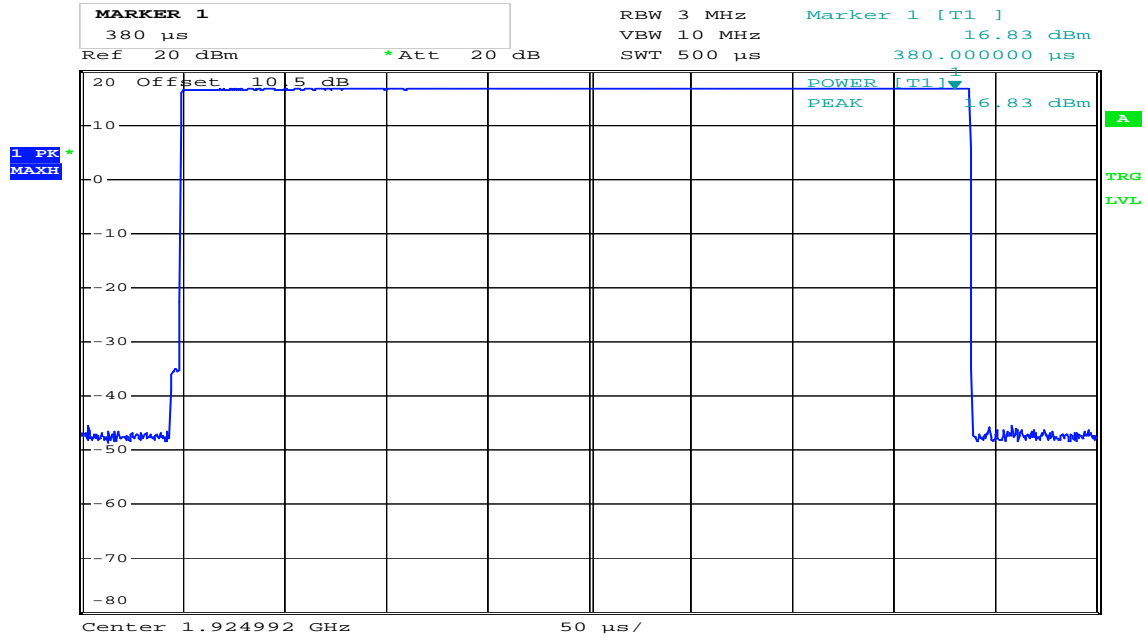 MARKER 1
380 µs
RBW 3 MHz Marker 1 [T1 ]
VBW 10 MHz 16.83 dBm
Ref 20 dBm *Att 20 dB SWT 500 µs 380.000000 µs
1
20 Offset 10.5 dB POWER [T1]
PEAK 16.83 dBm
10
A
1 PK *
MAXH
0
TRG
LVL
-10
-20
-30
-40
-50
-60
-70
-80
Center 1.924992 GHz 50 µs/